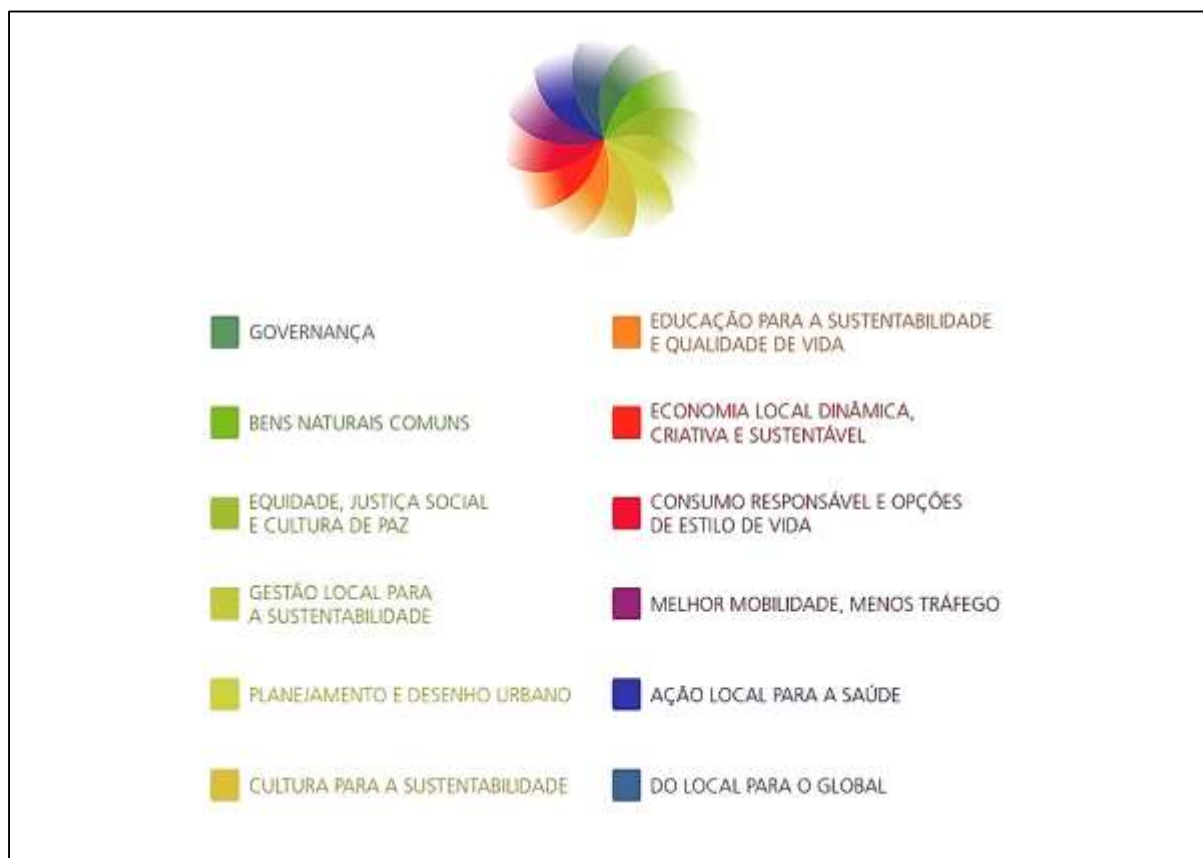 GOVERNANÇA
BENS NATURAIS COMUNS
EQUIDADE, JUSTIÇA SOCIAL
E CULTURA DE PAZ
GESTÃO LOCAL PARA
A SUSTENTABILIDADE
PLANEJAMENTO E DESENHO URBANO
CULTURA PARA A SUSTENTABILIDADE
EDUCAÇÃO PARA A SUSTENTABILIDADE
E QUALIDADE DE VIDA
ECONOMIA LOCAL DINÂMICA,
CRIATIVA E SUSTENTÁVEL
CONSUMO RESPONSÁVEL E OPÇÕES
DE ESTILO DE VIDA
MELHOR MOBILIDADE, MENOS TRÁFEGO
AÇÃO LOCAL PARA A SAÚDE
DO LOCAL PARA O GLOBAL